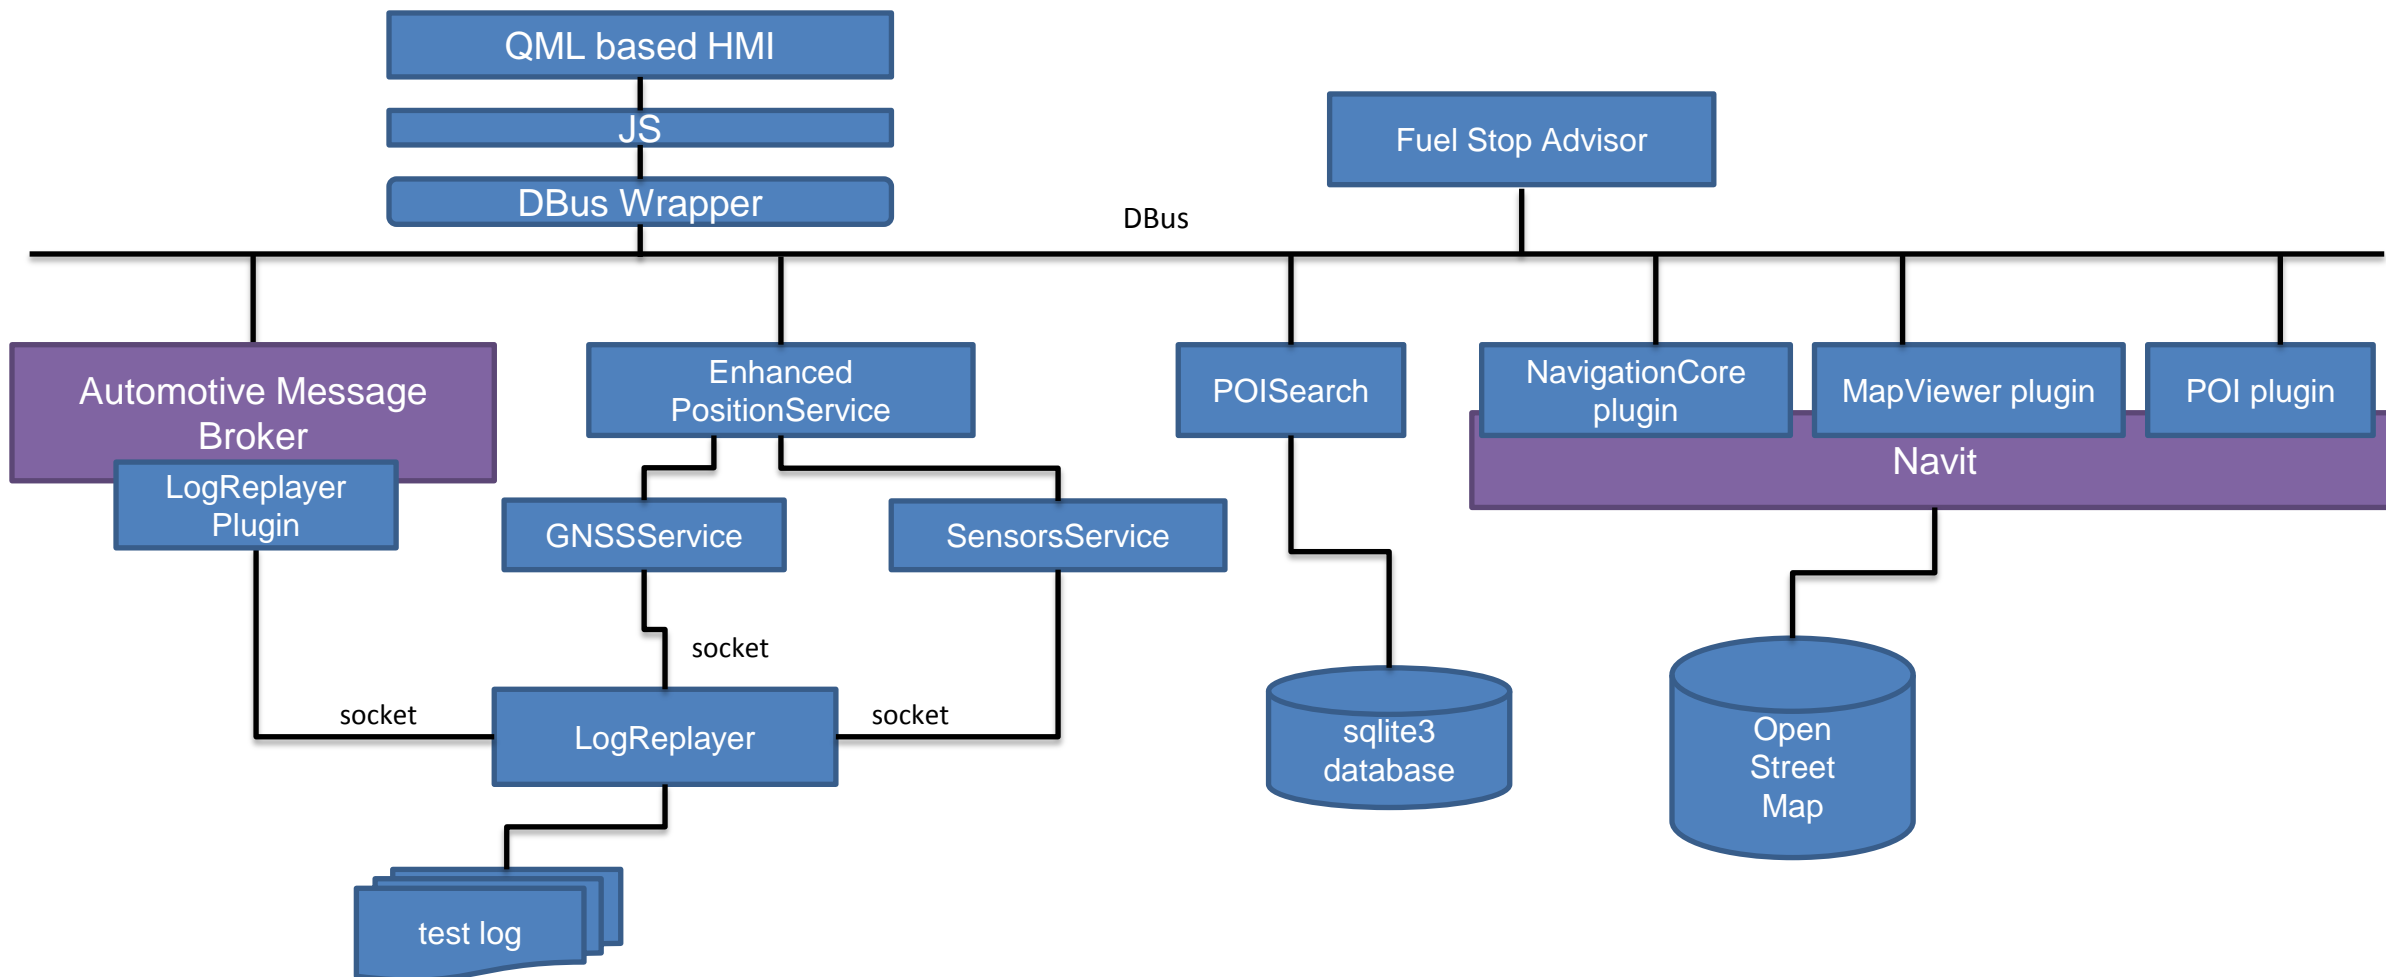 QML based HMI
JS
DBus Wrapper
Fuel Stop Advisor
DBus
Automotive Message
Broker
LogReplayer
Plugin
Enhanced
PositionService
GNSSService
SensorsService
POISearch
NavigationCore
plugin
MapViewer plugin
POI plugin
Navit
socket
socket
socket
LogReplayer
sqlite3
database
Open
Street
Map
test log